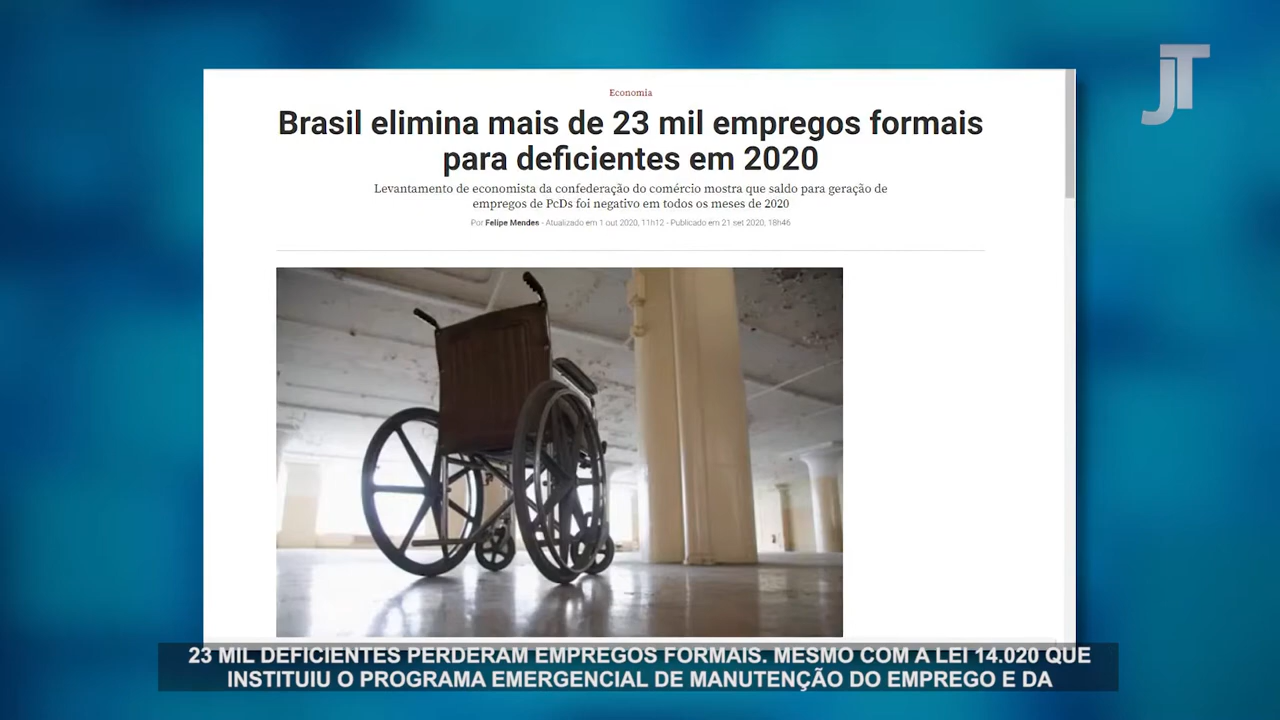 JT
Economia
Brasil elimina mais de 23 mil empregos formais
para deficientes em 2020
Levantamento de economista da confederação do comércio mostra que saldo para geração de
empregos de PcDs foi negativo em todos os meses de 2020
Por Felipe Mendes - Atualizado em 1 out 2020, 11h12 - Publicado em 21 set 2020, 18h46
23 MIL DEFICIENTES PERDERAM EMPREGOS FORMAIS. MESMO COM A LEI 14.020 QUE
INSTITUIU O PROGRAMA EMERGENCIAL DE MANUTENÇÃO DO EMPREGO E DA